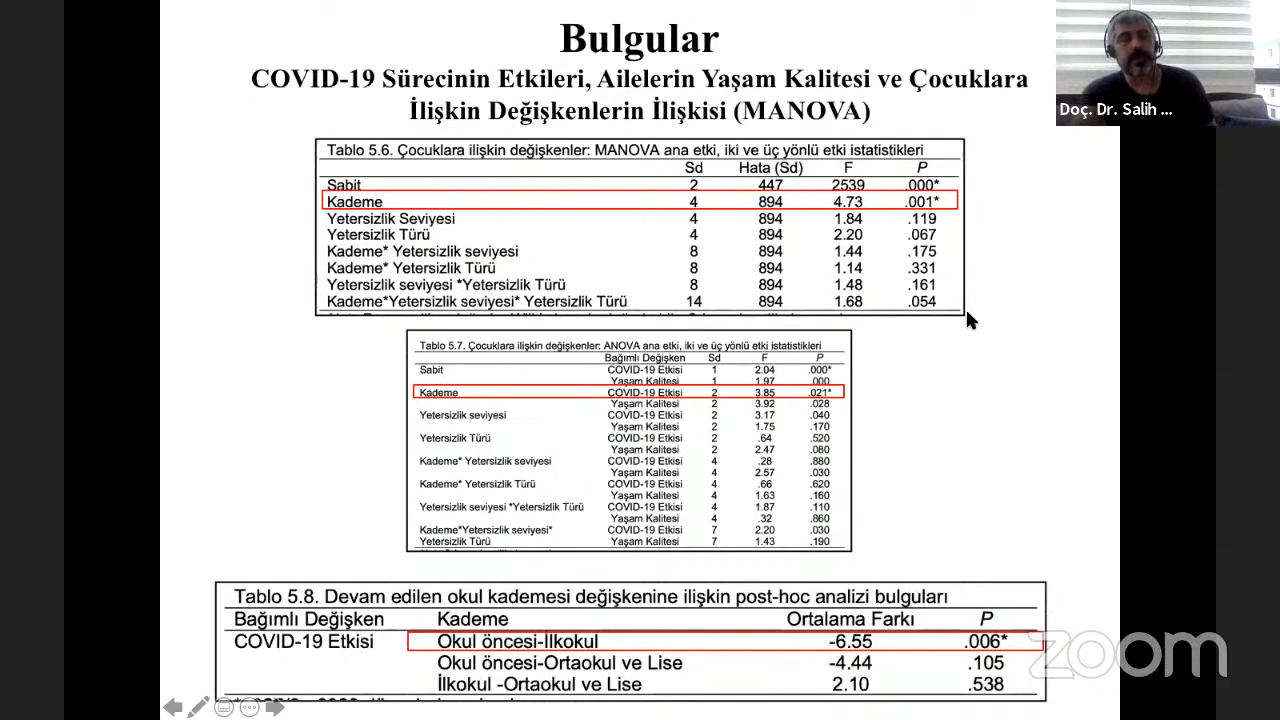 Bulgular
COVID-19 Sürecinin Etkileri, Ailelerin Yaşam Kalitesi ve Çocuklara
İlişkin Değişkenlerin İlişkisi (MANOVA)
Doç. Dr. Salih ...
Tablo 5.6. Çocuklara ilişkin değişkenler: MANOVA ana etki, iki ve üç yönlü etki istatistikleri
Sd Hata (Sd) F P
Sabit 2 447 2539 .000*
Kademe 4 894 4.73 .001*
Yetersizlik Seviyesi 4 894 1.84 .119
Yetersizlik Türü 4 894 2.20 .067
Kademe* Yetersizlik seviyesi 8 894 1.44 .175
Kademe* Yetersizlik Türü 8 894 1.14 .331
Yetersizlik seviyesi *Yetersizlik Türü 8 894 1.48 .161
Kademe*Yetersizlik seviyesi* Yetersizlik Türü 14 894 1.68 .054
Tablo 5.7. Çocuklara ilişkin değişkenler: ANOVA ana etki, iki ve üç yönlü etki istatistikleri
Bağımlı Değişken Sd F P
Sabit COVID-19 Etkisi 1 2.04 .000*
Yaşam Kalitesi 1 1.97 .000
Kademe COVID-19 Etkisi 2 3.85 .021*
Yaşam Kalitesi 2 3.92 .028
Yetersizlik seviyesi COVID-19 Etkisi 2 3.17 .040
Yaşam Kalitesi 2 1.75 .170
Yetersizlik Türü COVID-19 Etkisi 2 .64 .520
Yaşam Kalitesi 2 2.47 .080
Kademe* Yetersizlik seviyesi COVID-19 Etkisi 4 .28 .880
Yaşam Kalitesi 4 2.57 .030
Kademe* Yetersizlik Türü COVID-19 Etkisi 4 .66 .620
Yaşam Kalitesi 4 1.63 .160
Yetersizlik seviyesi *Yetersizlik Türü COVID-19 Etkisi 4 1.87 .110
Yaşam Kalitesi 4 .32 .860
Kademe*Yetersizlik seviyesi* COVID-19 Etkisi 7 2.20 .030
Yetersizlik Türü Yaşam Kalitesi 7 1.43 .190
Tablo 5.8. Devam edilen okul kademesi değişkenine ilişkin post-hoc analizi bulguları
Bağımlı Değişken Kademe Ortalama Farkı P
COVID-19 Etkisi Okul öncesi-İlkokul -6.55 .006*
Okul öncesi-Ortaokul ve Lise -4.44 .105
İlkokul -Ortaokul ve Lise 2.10 .538
zoom